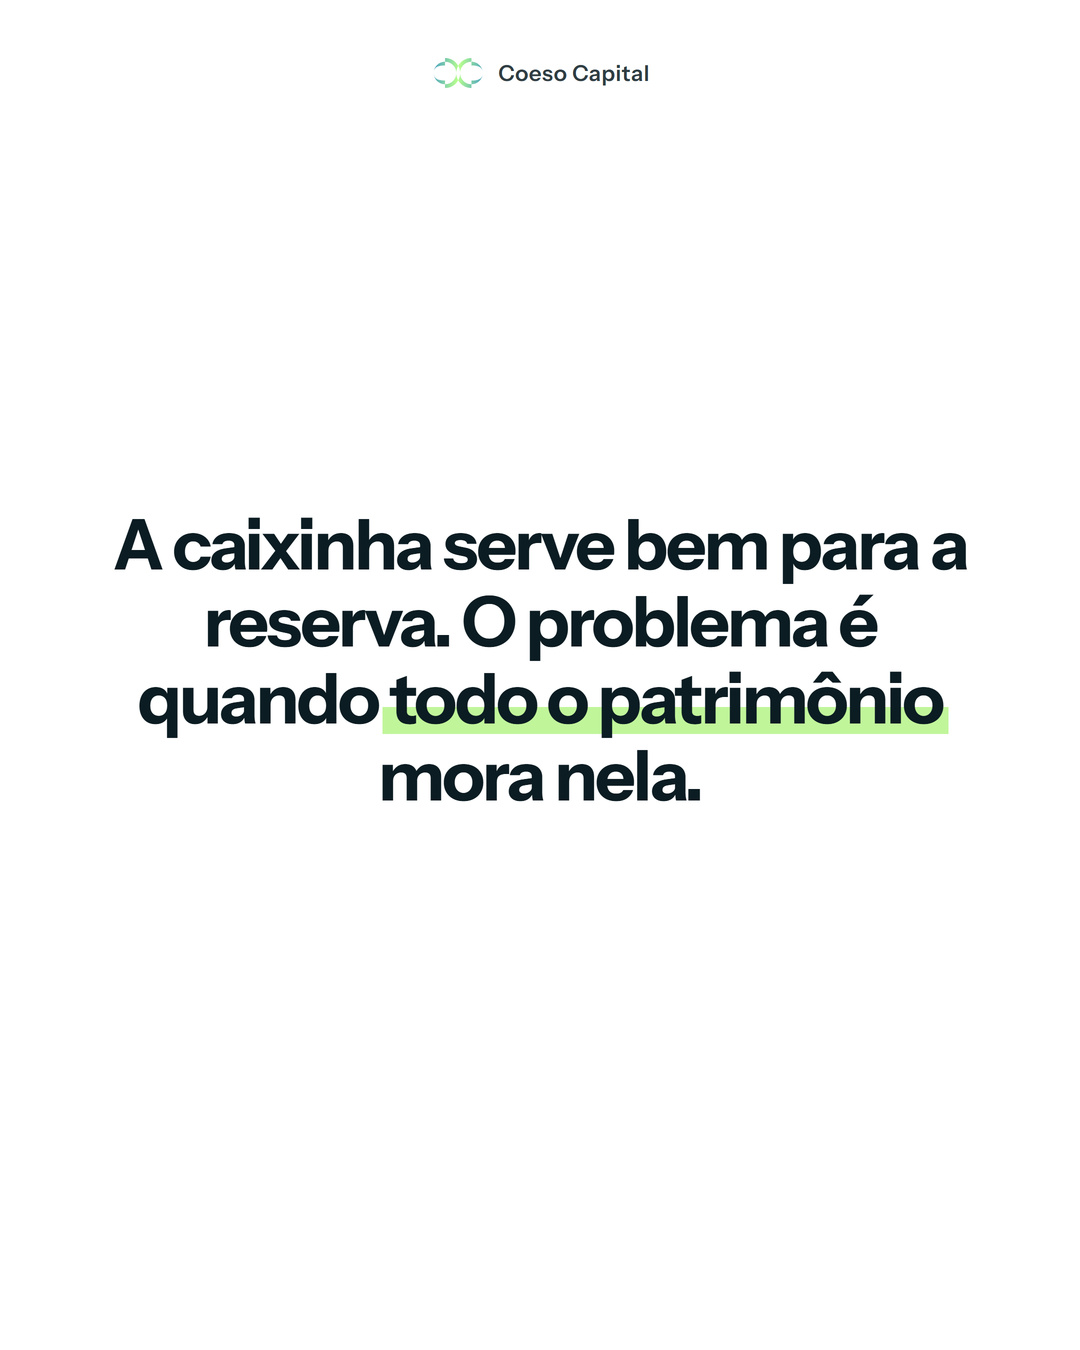 Coeso Capital
A caixinha serve bem para a
reserva. O problema é
quando todo o patrimônio
mora nela.